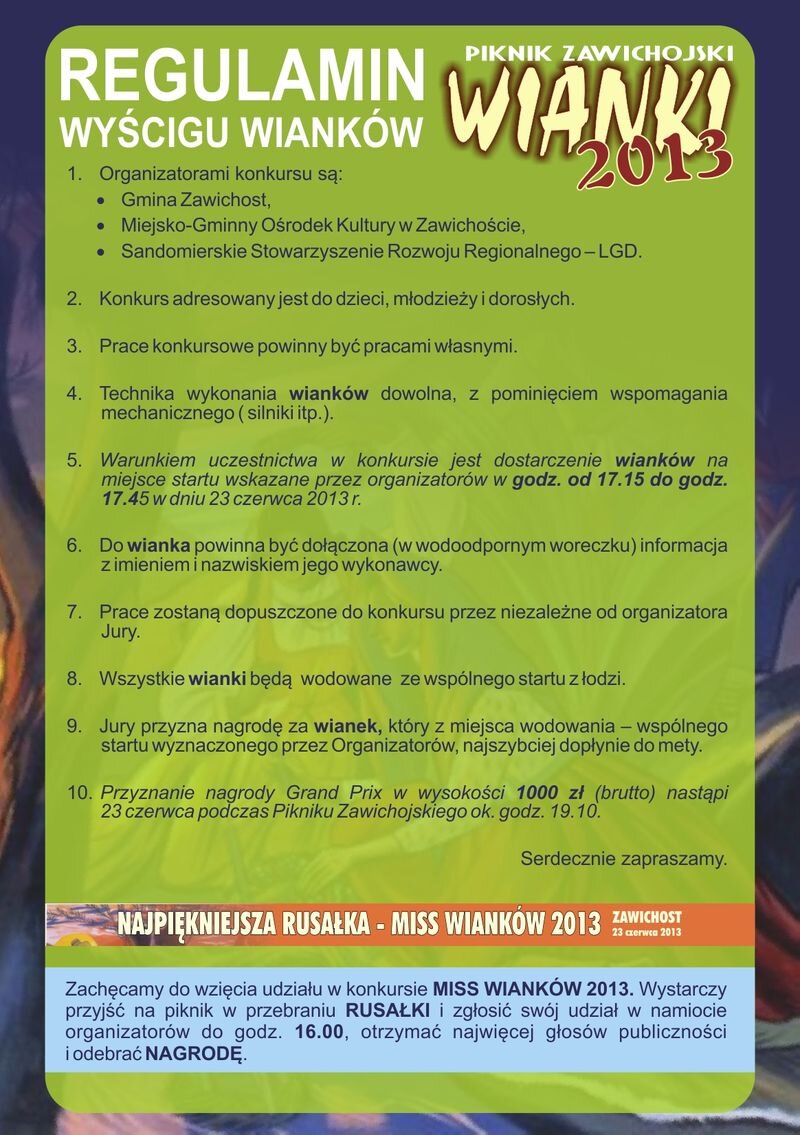 REGULAMIN
WYŚCIGU WIANKÓW
PIKNIK ZAWICHOJSKI
WIANKI
2013
1. Organizatorami konkursu są:
• Gmina Zawichost,
• Miejsko-Gminny Ośrodek Kultury w Zawichoście,
• Sandomierskie Stowarzyszenie Rozwoju Regionalnego – LGD.
2. Konkurs adresowany jest do dzieci, młodzieży i dorosłych.
3. Prace konkursowe powinny być pracami własnymi.
4. Technika wykonania wianków dowolna, z pominięciem wspomagania
mechanicznego ( silniki itp.).
5. Warunkiem uczestnictwa w konkursie jest dostarczenie wianków na
miejsce startu wskazane przez organizatorów w godz. od 17.15 do godz.
17.45 w dniu 23 czerwca 2013 r.
6. Do wianka powinna być dołączona (w wodoodpornym woreczku) informacja
z imieniem i nazwiskiem jego wykonawcy.
7. Prace zostaną dopuszczone do konkursu przez niezależne od organizatora
Jury.
8. Wszystkie wianki będą wodowane ze wspólnego startu z łodzi.
9. Jury przyzna nagrodę za wianek, który z miejsca wodowania – wspólnego
startu wyznaczonego przez Organizatorów, najszybciej dopłynie do mety.
10. Przyznanie nagrody Grand Prix w wysokości 1000 zł (brutto) nastąpi
23 czerwca podczas Pikniku Zawichojskiego ok. godz. 19.10.
Serdecznie zapraszamy.
NAJPIĘKNIEJSZA RUSAŁKA - MISS WIANKÓW 2013
ZAWICHOST
23 czerwca 2013
Zachęcamy do wzięcia udziału w konkursie MISS WIANKÓW 2013. Wystarczy
przyjść na piknik w przebraniu RUSAŁKI i zgłosić swój udział w namiocie
organizatorów do godz. 16.00, otrzymać najwięcej głosów publiczności
i odebrać NAGRODĘ.